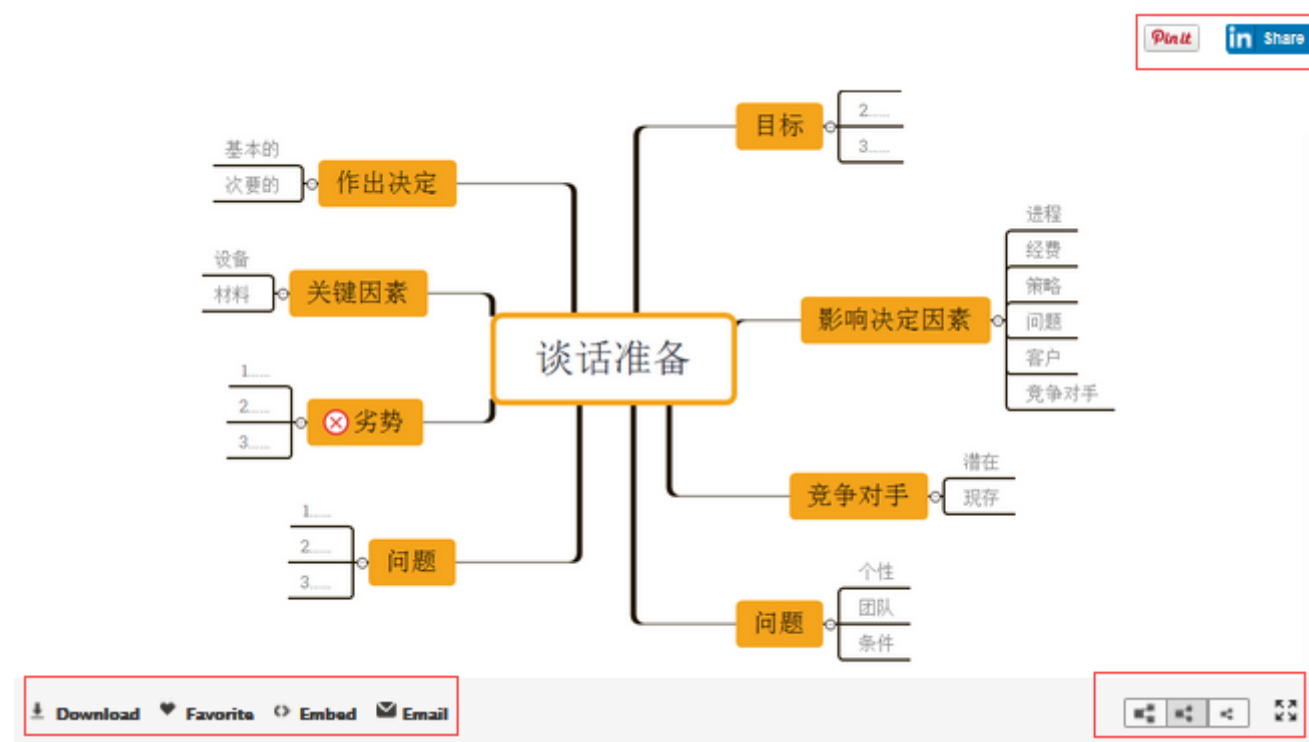 Pin it
in Share
目标
2......
3......
影响决定因素
进程
经费
策略
问题
客户
竞争对手
竞争对手
潜在
现存
问题
个性
团队
条件
谈话准备
作出决定
基本的
次要的
关键因素
设备
材料
劣势
1......
2......
3......
问题
1......
2......
3......
Download Favorite Embed Email